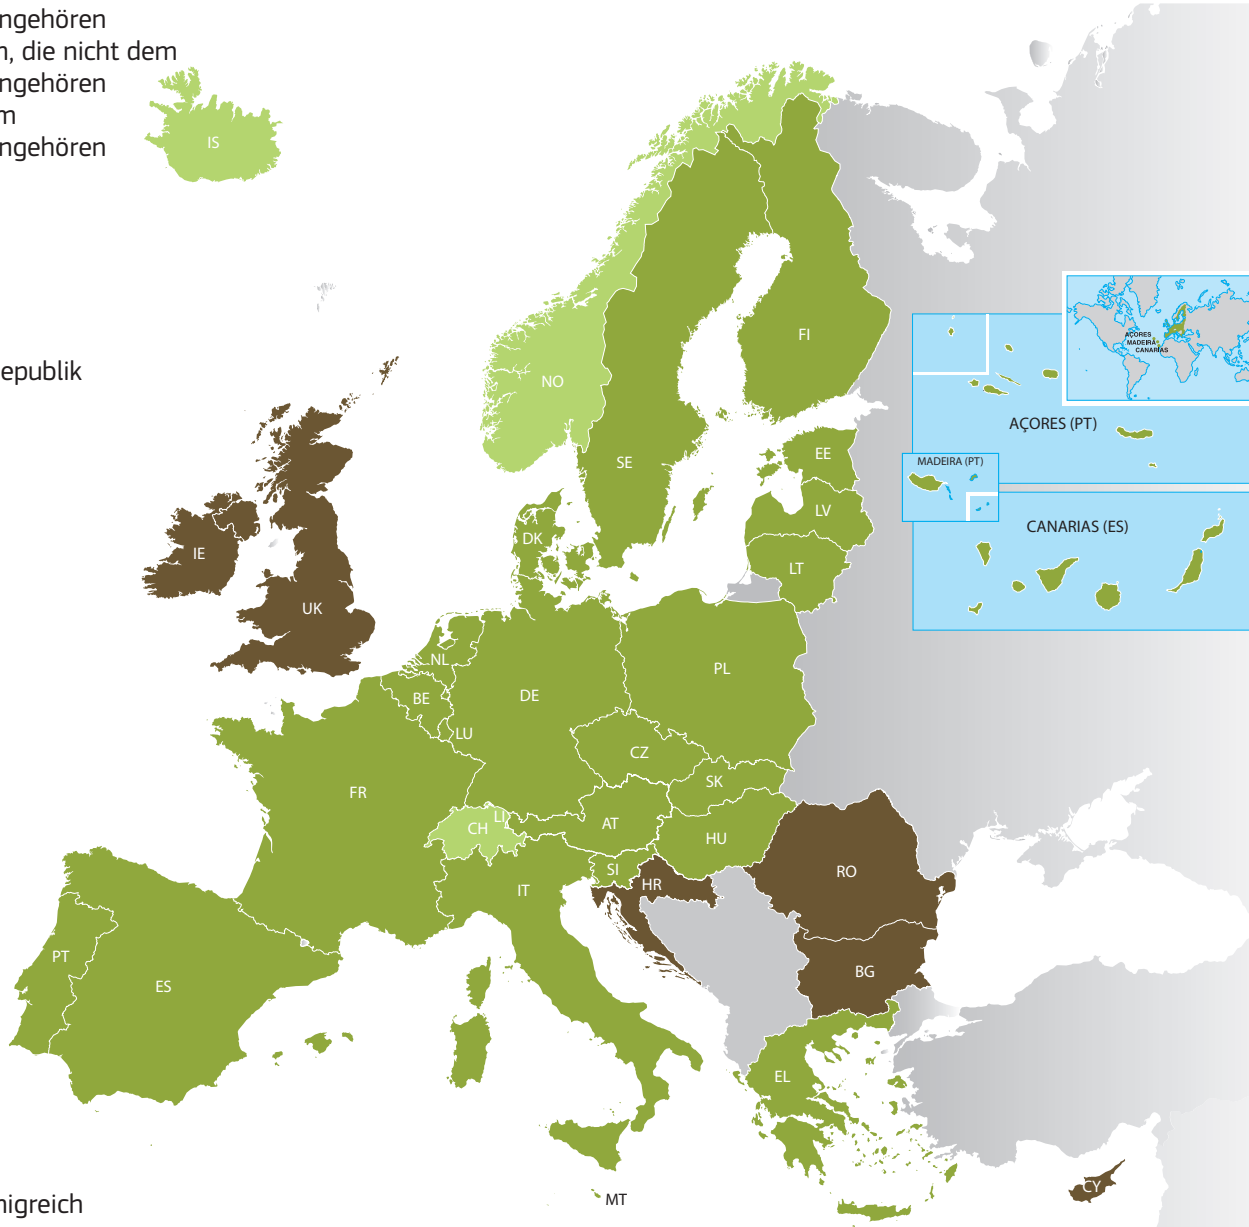 ngehören
n, die nicht dem
ngehören
m
ngehören
IS
epublik
NO
SE
FI
EE
LV
LT
DK
IE
UK
NL
BE
LU
DE
PL
CZ
SK
FR
CH
LI
AT
HU
SI
HR
RO
IT
BG
PT
ES
EL
MT
CY
nigreich
AÇORES
MADEIRA
CANARIAS
AÇORES (PT)
MADEIRA (PT)
CANARIAS (ES)